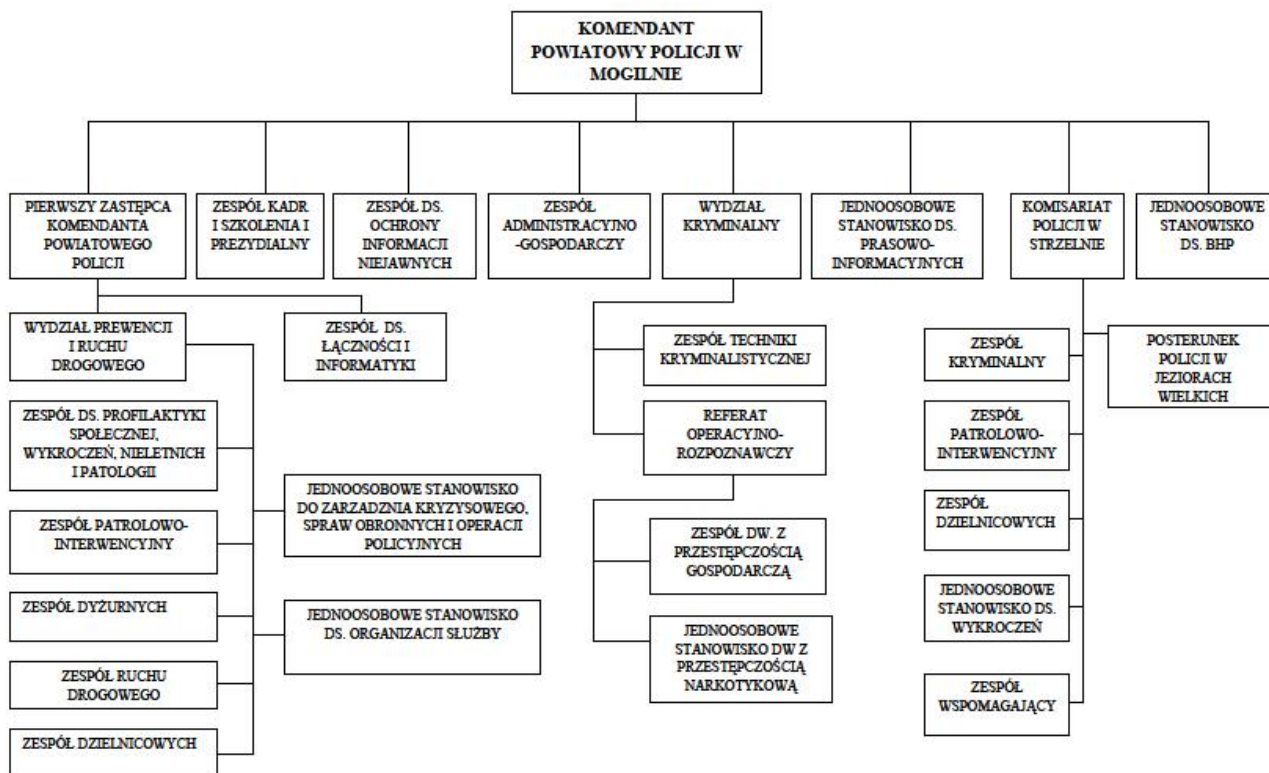 KOMENDANT
POWIATOWY POLICJI W
MOGILNIE
PIERWSZY ZASTĘPCA
KOMENDANTA
POWIATOWEGO
POLICJI
ZESPÓŁ KADR
I SZKOLENIA I
PREZYDIALNY
ZESPÓŁ DS.
OCHRONY
INFORMACJI
NIEJAWNYCH
ZESPÓŁ
ADMINISTRACYJNO
-GOSPODARCZY
WYDZIAŁ
KRYMINALNY
JEDNOOSOBOWE
STANOWISKO DS.
PRASOWO-
INFORMACYJNYCH
KOMISARIAT
POLICJI W
STRZELNIE
JEDNOOSOBOWE
STANOWISKO
DS. BHP
WYDZIAŁ PREWENCJI
I RUCHU
DROGOWEGO
ZESPÓŁ DS.
ŁĄCZNOŚCI I
INFORMATYKI
ZESPÓŁ DS. PROFILAKTYKI
SPOŁECZNEJ,
WYKROCZEŃ, NIELETNICH
I PATOLOGII
ZESPÓŁ PATROLOWO-
INTERWENCYJNY
ZESPÓŁ DYŻURNYCH
ZESPÓŁ RUCHU
DROGOWEGO
ZESPÓŁ DZIELNICOWYCH
JEDNOOSOBOWE STANOWISKO
DO ZARZADZNIA KRYZYSOWEGO,
SPRAW OBRONNYCH I OPERACJI
POLICYJNYCH
JEDNOOSOBOWE STANOWISKO
DS. ORGANIZACJI SŁUŻBY
ZESPÓŁ TECHNIKI
KRYMINALISTYCZNEJ
REFERAT
OPERACYJNO-
ROZPOZNAWCZY
ZESPÓŁ DW. Z
PRZESTĘPCZOŚCIĄ
GOSPODARCZĄ
JEDNOOSOBOWE
STANOWISKO DW Z
PRZESTĘPCZOŚCIĄ
NARKOTYKOWĄ
ZESPÓŁ
KRYMINALNY
ZESPÓŁ
PATROLOWO-
INTERWENCYJNY
ZESPÓŁ
DZIELNICOWYCH
JEDNOOSOBOWE
STANOWISKO DS.
WYKROCZEŃ
ZESPÓŁ
WSPOMAGAJĄCY
POSTERUNEK
POLICJI W
JEZIORACH
WIELKICH